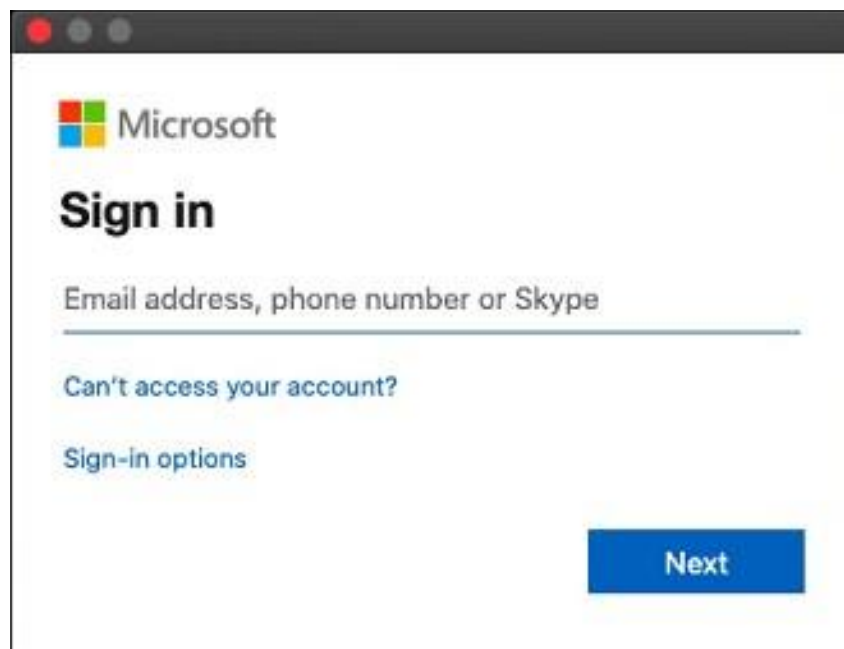 Microsoft
Sign in
Email address, phone number or Skype
Can't access your account?
Sign-in options
Next